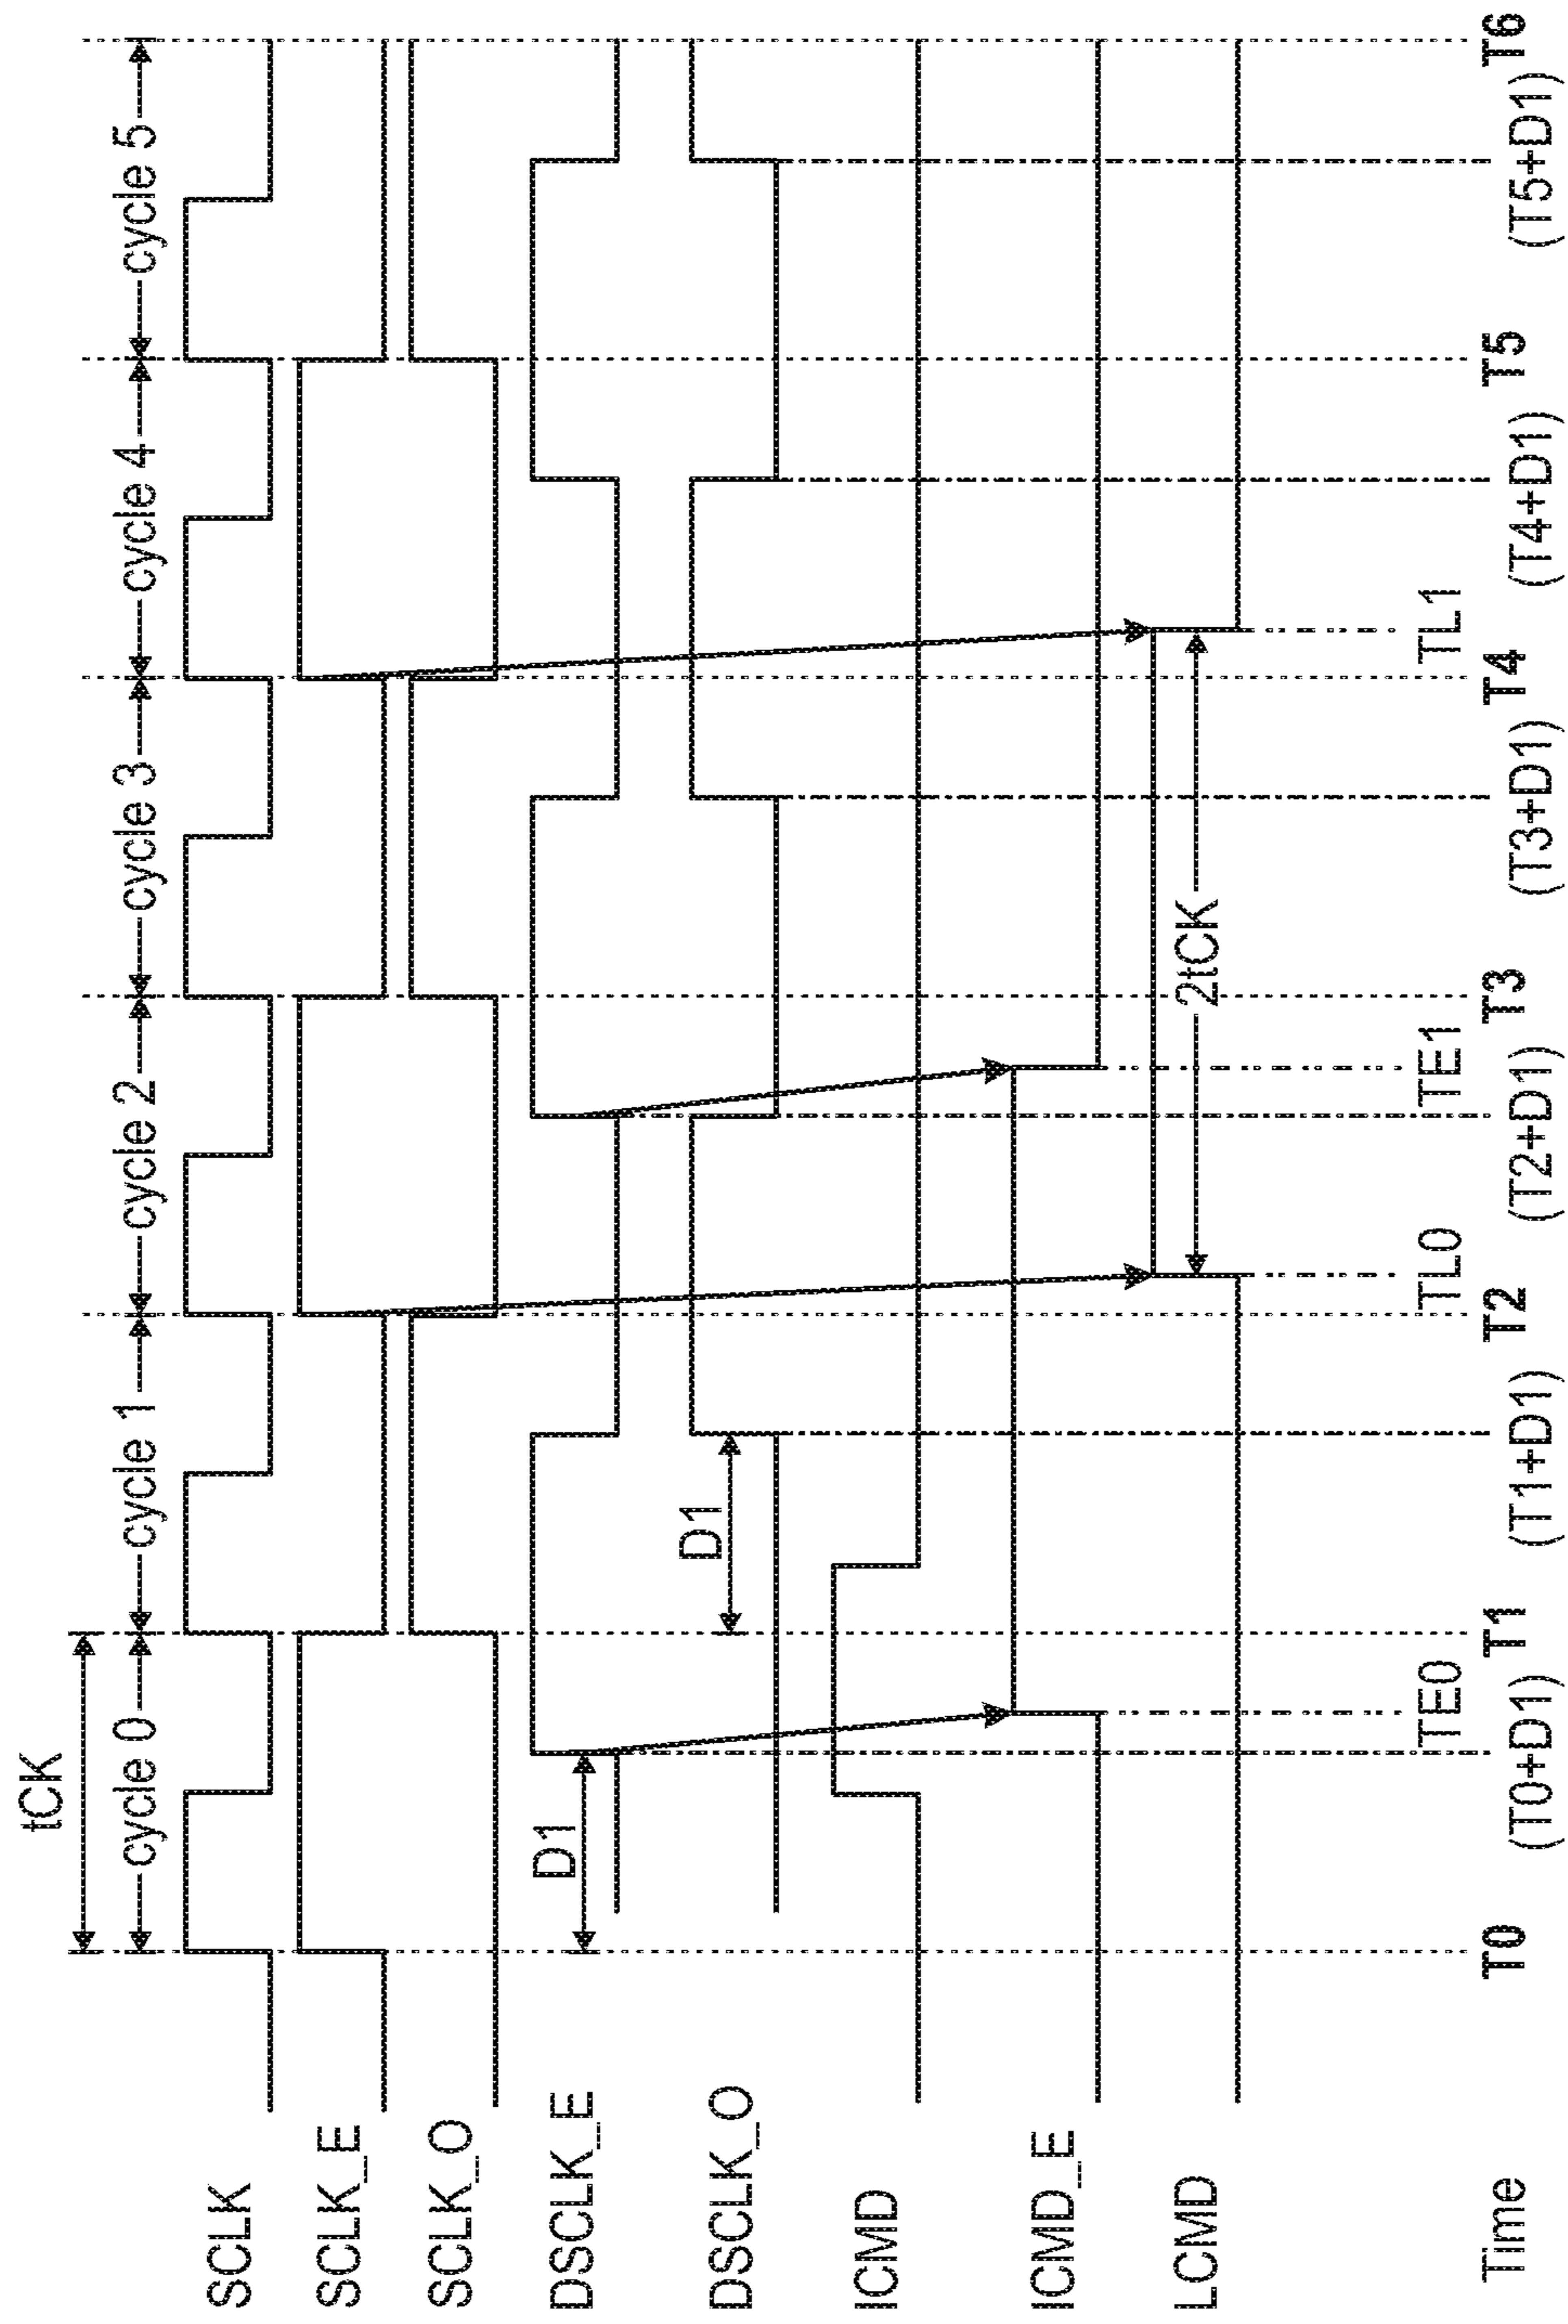 tCK
cycle 0 cycle 1 cycle 2 cycle 3 cycle 4 cycle 5
SCLK
SCLK_E
SCLK_O
DSCLK_E D1
DSCLK_O D1
ICMD
ICMD_E
LCMD 2tCK
TE0 TL0 TE1 TL1
Time T0 T1 T2 T3 T4 T5 T6
(T0+D1) (T1+D1) (T2+D1) (T3+D1) (T4+D1) (T5+D1)